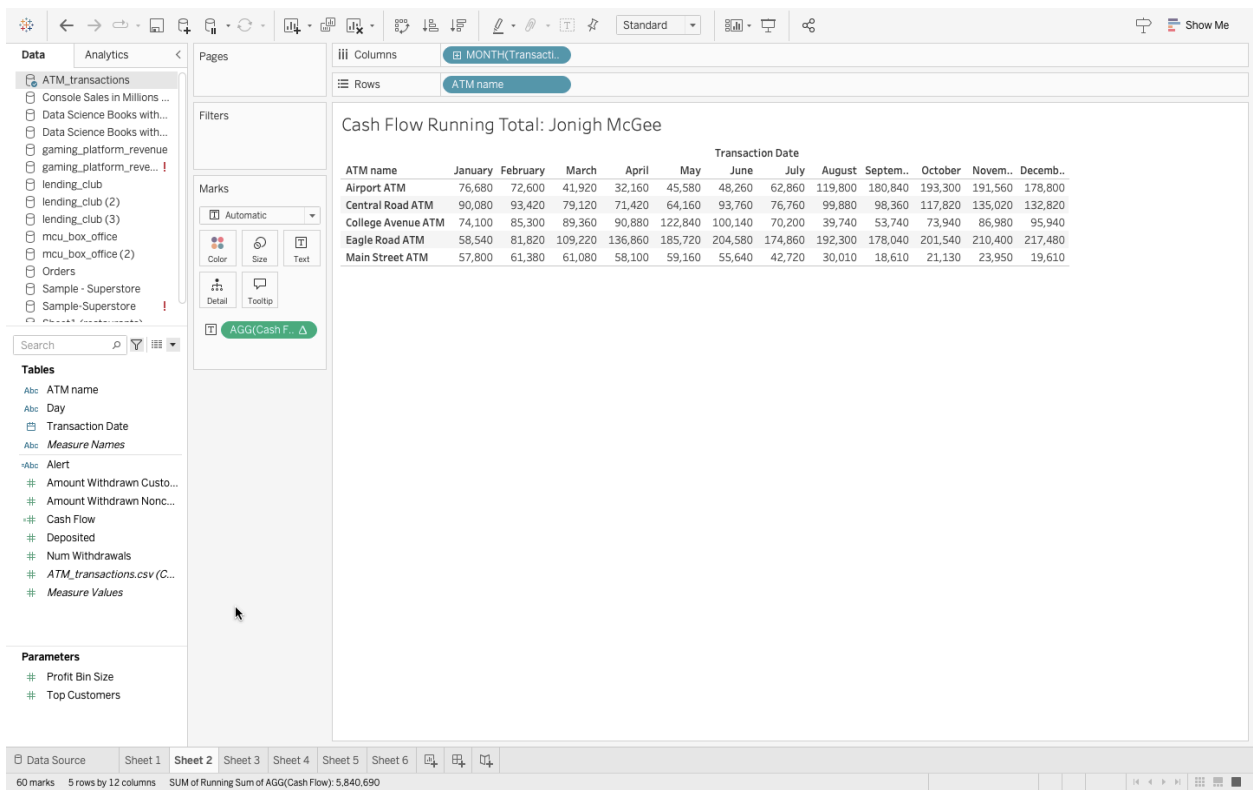 Standard
Show Me
Data Analytics
ATM_transactions
Console Sales in Millions ...
Data Science Books with...
Data Science Books with...
gaming_platform_revenue
gaming_platform_reve... !
lending_club
lending_club (2)
lending_club (3)
mcu_box_office
mcu_box_office (2)
Orders
Sample - Superstore
Sample-Superstore !
Search
Tables
Abc ATM name
Abc Day
Transaction Date
Abc Measure Names
=Abc Alert
# Amount Withdrawn Custo...
# Amount Withdrawn Nonc...
=# Cash Flow
# Deposited
# Num Withdrawals
# ATM_transactions.csv (C...
# Measure Values
Parameters
# Profit Bin Size
# Top Customers
Pages
Filters
Marks
T Automatic
Color Size Text
Detail Tooltip
AGG(Cash F.. Δ
Columns MONTH(Transacti..
Rows ATM name
Cash Flow Running Total: Jonigh McGee
Transaction Date
ATM name January February March April May June July August Septem.. October Novem.. Decemb..
Airport ATM 76,680 72,600 41,920 32,160 45,580 48,260 62,860 119,800 180,840 193,300 191,560 178,800
Central Road ATM 90,080 93,420 79,120 71,420 64,160 93,760 76,760 99,880 98,360 117,820 135,020 132,820
College Avenue ATM 74,100 85,300 89,360 90,880 122,840 100,140 70,200 39,740 53,740 73,940 86,980 95,940
Eagle Road ATM 58,540 81,820 109,220 136,860 185,720 204,580 174,860 192,300 178,040 201,540 210,400 217,480
Main Street ATM 57,800 61,380 61,080 58,100 59,160 55,640 42,720 30,010 18,610 21,130 23,950 19,610
Data Source Sheet 1 Sheet 2 Sheet 3 Sheet 4 Sheet 5 Sheet 6
60 marks 5 rows by 12 columns SUM of Running Sum of AGG(Cash Flow): 5,840,690